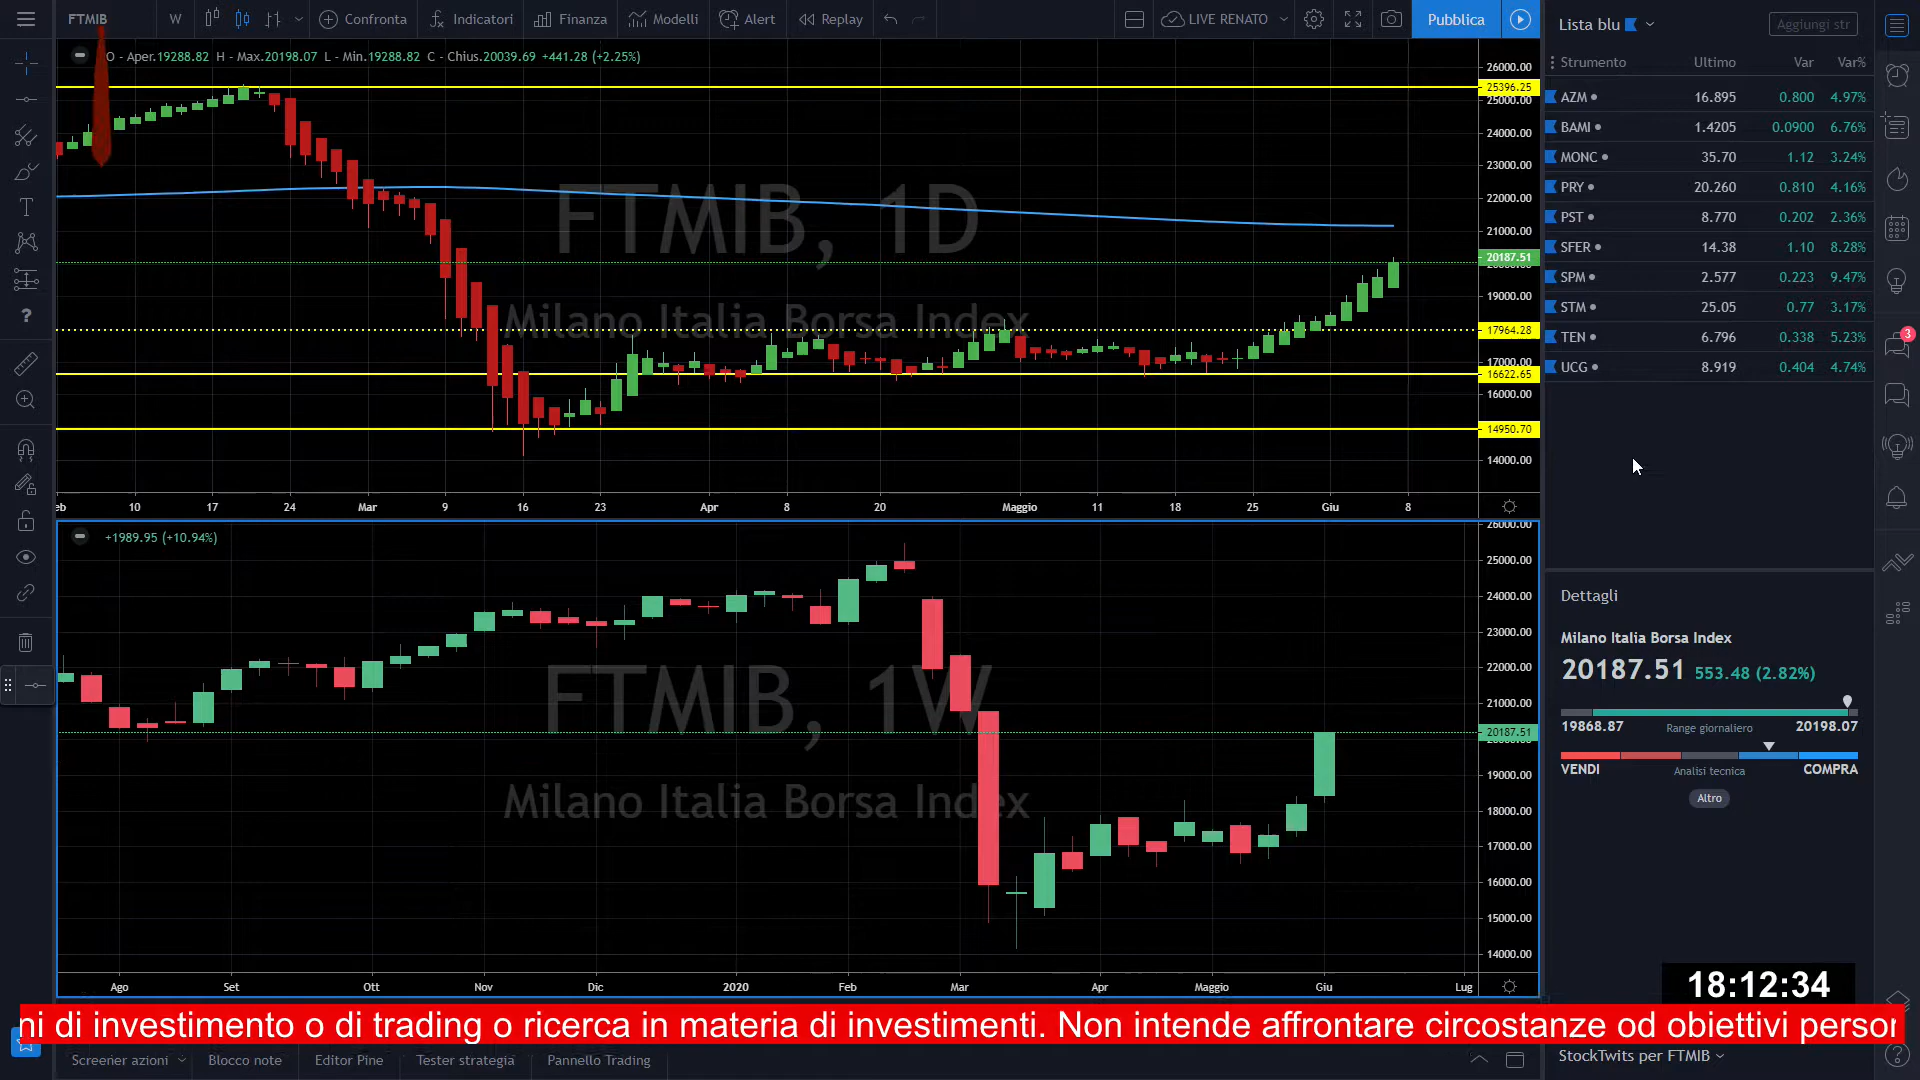 FTMIB
W
Confronta
Indicatori
Finanza
Modelli
Alert
Replay
LIVE RENATO
Pubblica
Lista blu
Aggiungi str
O - Aper.19288.82 H - Max.20198.07 L - Min.19288.82 C - Chius.20039.69 +441.28 (+2.25%)
Strumento Ultimo Var Var%
AZM 16.895 0.800 4.97%
BAMI 1.4205 0.0900 6.76%
MONC 35.70 1.12 3.24%
PRY 20.260 0.810 4.16%
PST 8.770 0.202 2.36%
SFER 14.38 1.10 8.28%
SPM 2.577 0.223 9.47%
STM 25.05 0.77 3.17%
TEN 6.796 0.338 5.23%
UCG 8.919 0.404 4.74%
3
FTMIB, 1D
Milano Italia Borsa Index
26000.00
25396.25
25000.00
24000.00
23000.00
22000.00
21000.00
20187.51
19000.00
17964.28
17000.00
16622.65
16000.00
14950.70
14000.00
eb 10 17 24 Mar 9 16 23 Apr 8 20 Maggio 11 18 25 Giu 8
+1989.95 (+10.94%)
FTMIB, 1W
Milano Italia Borsa Index
26000.00
25000.00
24000.00
23000.00
22000.00
21000.00
20187.51
19000.00
18000.00
17000.00
16000.00
15000.00
14000.00
Ago Set Ott Nov Dic 2020 Feb Mar Apr Maggio Giu Lug
Dettagli
Milano Italia Borsa Index
20187.51 553.48 (2.82%)
19868.87 Range giornaliero 20198.07
VENDI Analisi tecnica COMPRA
Altro
18:12:34
ni di investimento o di trading o ricerca in materia di investimenti. Non intende affrontare circostanze od obiettivi person
Screener azioni
Blocco note
Editor Pine
Tester strategia
Pannello Trading
StockTwits per FTMIB